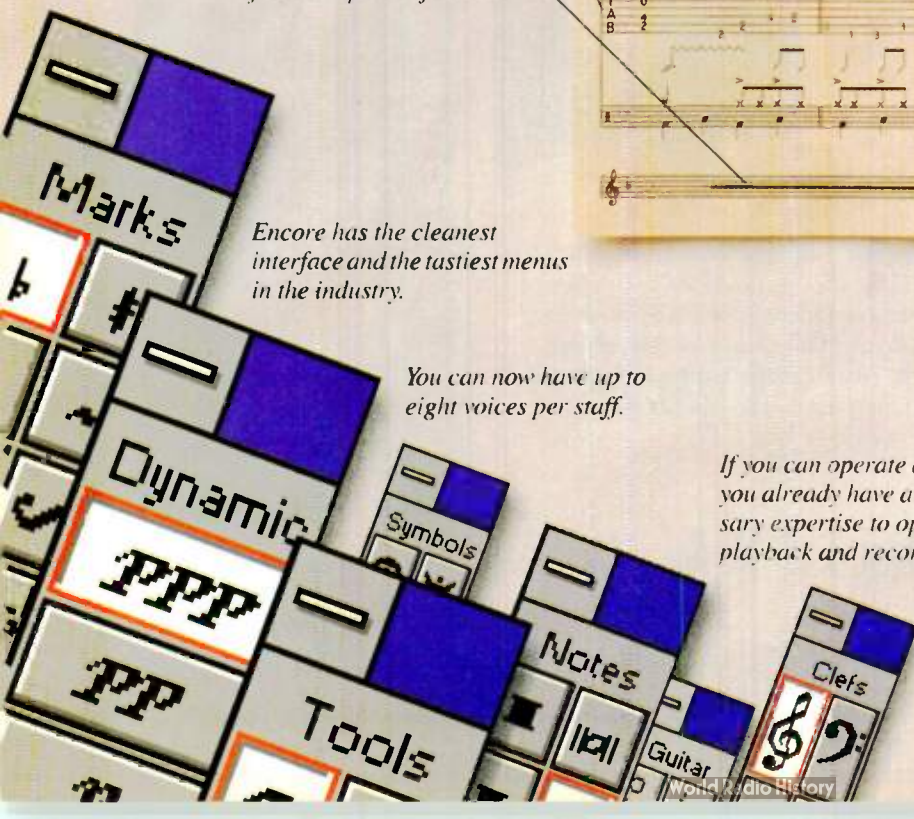 Encore has the cleanest
interface and the tastiest menus
in the industry.
You can now have up to
eight voices per staff.
If you can operate
you already have a
sary expertise to
playback and
Marks
Dynamic
ppp
pp
Symbols
Tools
Notes
Guitar
Clefs
World Radio History